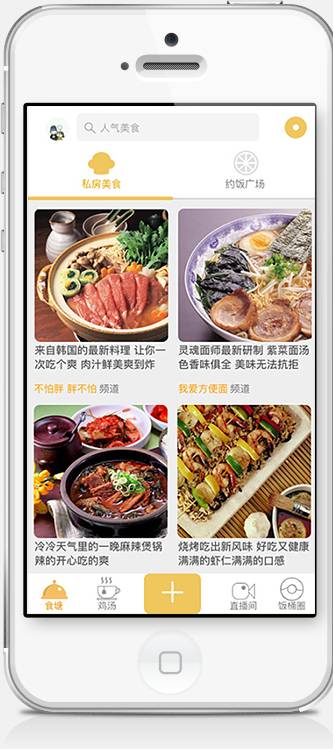 人气美食
私房美食
约饭广场
来自韩国的最新料理 让你一
次吃个爽 肉汁鲜美爽到炸
不怕胖 胖不怕 频道
灵魂面师最新研制 紫菜面汤
色香味俱全 美味无法抗拒
我爱方便面 频道
冷冷天气里的一晚麻辣煲锅
辣的开心吃的爽
烧烤吃出新风味 好吃又健康
满满的虾仁满满的口感
食塘
鸡汤
直播间
饭桶圈